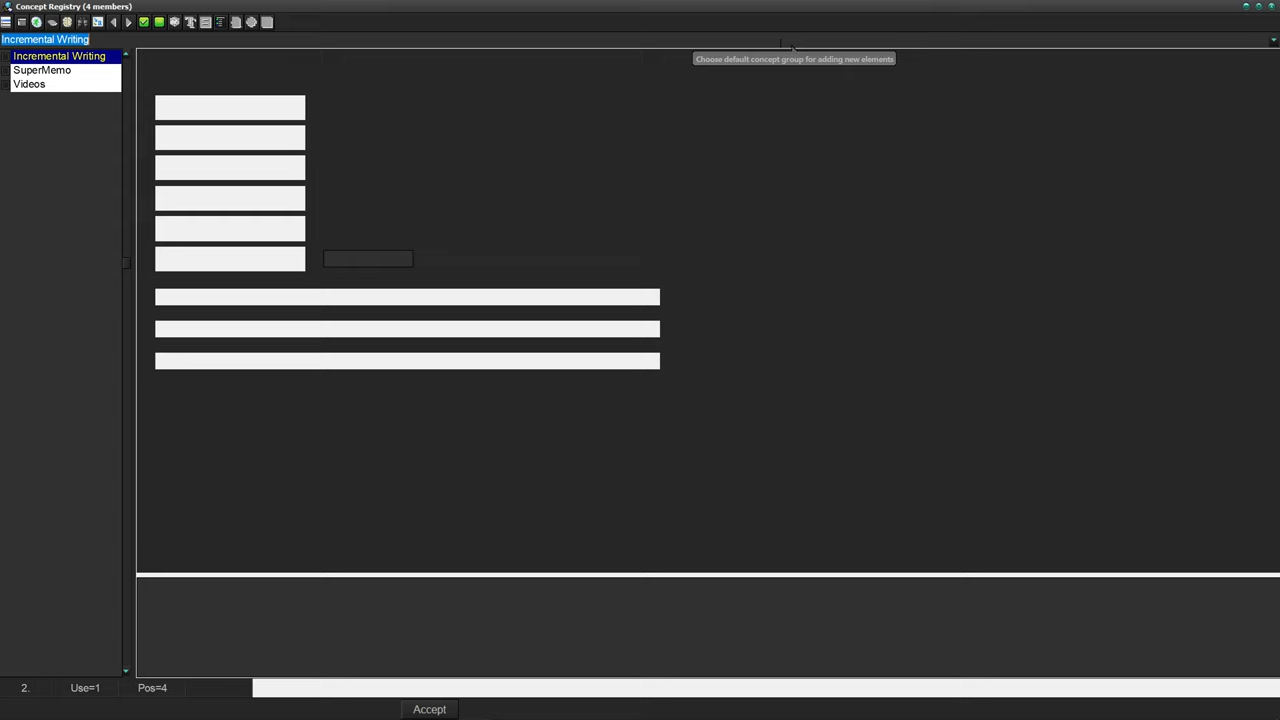 Concept Registry (4 members)
Incremental Writing
Choose default concept group for adding new elements
Incremental Writing
SuperMemo
Videos
2. Use=1 Pos=4
Accept